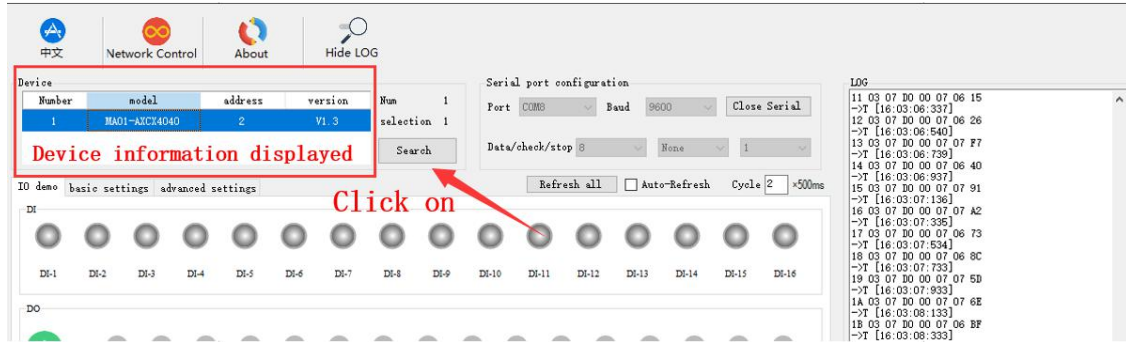 中文 Network Control About Hide LOG
Device
Number model address version
1 MA01-AXCX4040 2 V1.3
Device information displayed
Num 1
selection 1
Search
Serial port configuration
Port COM8 Baud 9600 Close Serial
Data/check/stop 8 None 1
IO demo basic settings advanced settings
Refresh all Auto-Refresh Cycle 2 ×500ms
Click on
DI
DI-1 DI-2 DI-3 DI-4 DI-5 DI-6 DI-7 DI-8 DI-9 DI-10 DI-11 DI-12 DI-13 DI-14 DI-15 DI-16
DO
LOG
11 03 07 D0 00 07 06 15
->T [16:03:06:337]
12 03 07 D0 00 07 06 26
->T [16:03:06:540]
13 03 07 D0 00 07 07 F7
->T [16:03:06:739]
14 03 07 D0 00 07 06 40
->T [16:03:06:937]
15 03 07 D0 00 07 07 91
->T [16:03:07:136]
16 03 07 D0 00 07 07 A2
->T [16:03:07:335]
17 03 07 D0 00 07 06 73
->T [16:03:07:534]
18 03 07 D0 00 07 06 8C
->T [16:03:07:733]
19 03 07 D0 00 07 07 5D
->T [16:03:07:933]
1A 03 07 D0 00 07 07 6E
->T [16:03:08:133]
1B 03 07 D0 00 07 06 BF
->T [16:03:08:333]